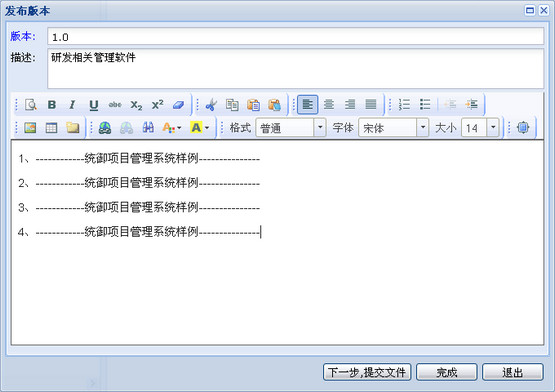 发布版本
版本: 1.0
描述: 研发相关管理软件
B I U abc X₂ X²
A A 格式 普通 字体 宋体 大小 14
1、------------统御项目管理系统样例---------------
2、------------统御项目管理系统样例---------------
3、------------统御项目管理系统样例---------------
4、------------统御项目管理系统样例---------------
下一步,提交文件 完成 退出